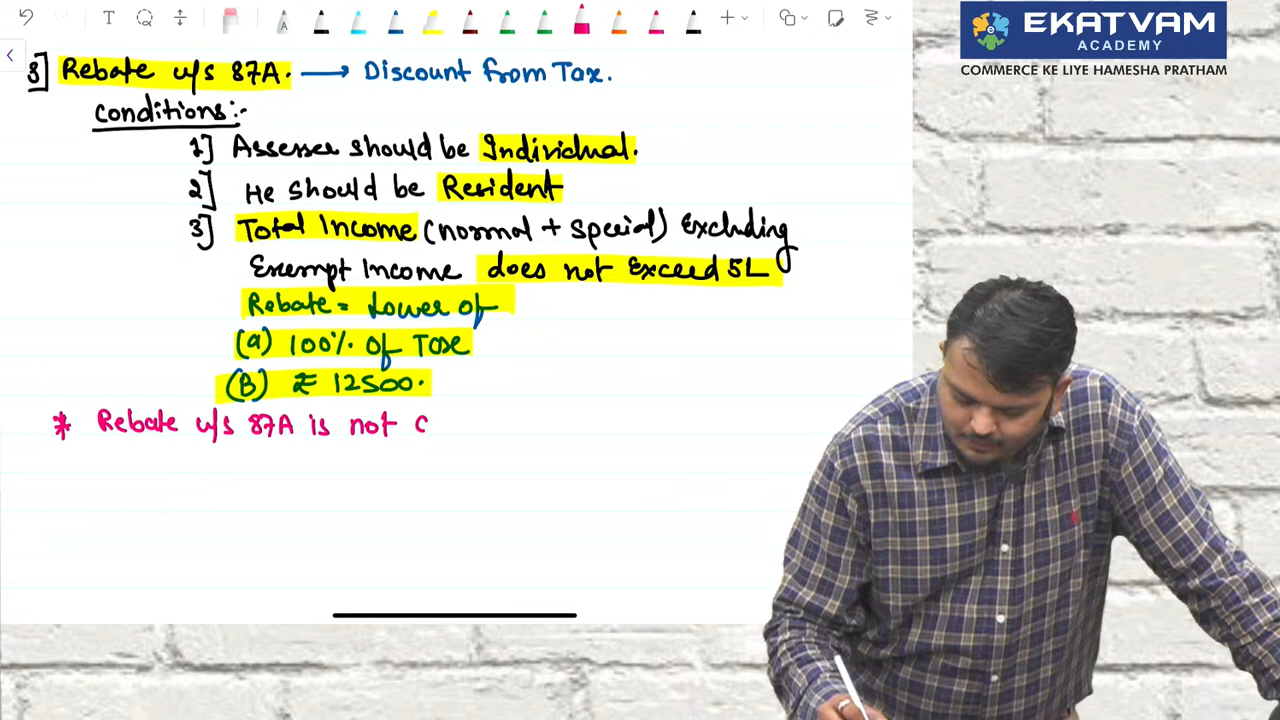 EKATVAM
ACADEMY
COMMERCE KE LIYE HAMESHA PRATHAM
3] Rebate u/s 87A. → Discount from Tax.
Conditions:-
1] Assessee should be Individual.
2] He should be Resident
3] Total Income (normal + special) Excluding
Exempt Income does not Exceed 5L
Rebate = Lower of
(a) 100% of Tax
(B) ₹ 12500.
* Rebate u/s 87A is not c